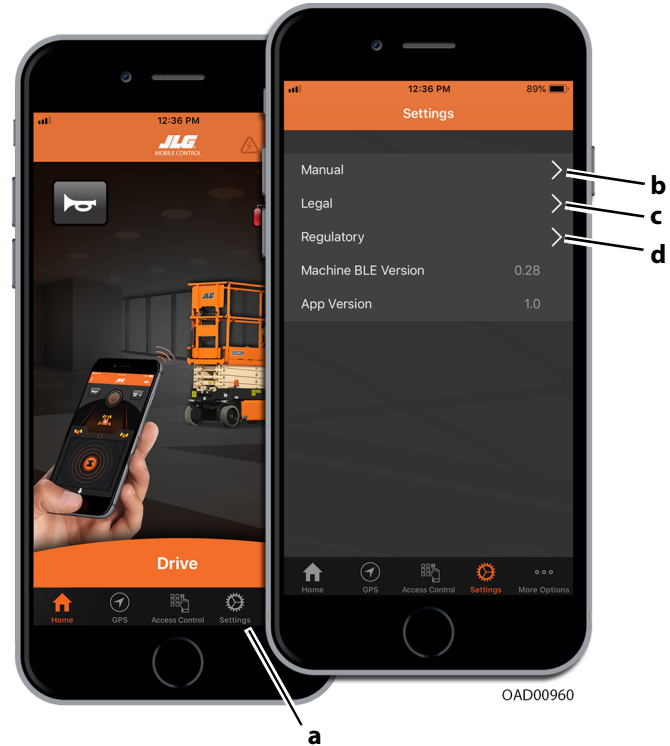 12:36 PM
JLG
MOBILE CONTROL
JLG
Drive
Home
GPS
Access Control
Settings
a
12:36 PM
89%
Settings
Manual
Legal
Regulatory
Machine BLE Version 0.28
App Version 1.0
Home
GPS
Access Control
Settings
More Options
b
c
d
OAD00960